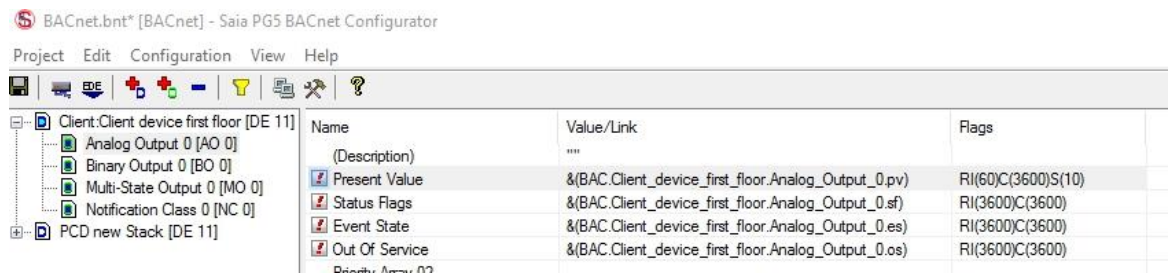 BACnet.bnt* [BACnet] - Saia PG5 BACnet Configurator
Project Edit Configuration View Help
EDE D o ?
Client:Client device first floor [DE 11]
Analog Output 0 [AO 0]
Binary Output 0 [BO 0]
Multi-State Output 0 [MO 0]
Notification Class 0 [NC 0]
PCD new Stack [DE 11]
Name Value/Link Flags
(Description) ""
Present Value &(BAC.Client_device_first_floor.Analog_Output_0.pv) RI(60)C(3600)S(10)
Status Flags &(BAC.Client_device_first_floor.Analog_Output_0.sf) RI(3600)C(3600)
Event State &(BAC.Client_device_first_floor.Analog_Output_0.es) RI(3600)C(3600)
Out Of Service &(BAC.Client_device_first_floor.Analog_Output_0.os) RI(3600)C(3600)